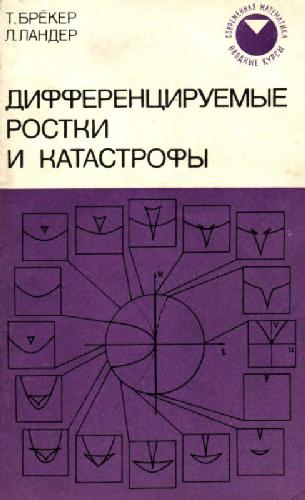 Т. БРЁКЕР
Л. ЛАНДЕР
СОВРЕМЕННАЯ МАТЕМАТИКА
ВВОДНЫЕ КУРСЫ
ДИФФЕРЕНЦИРУЕМЫЕ
РОСТКИ
И КАТАСТРОФЫ
w
t
v
u